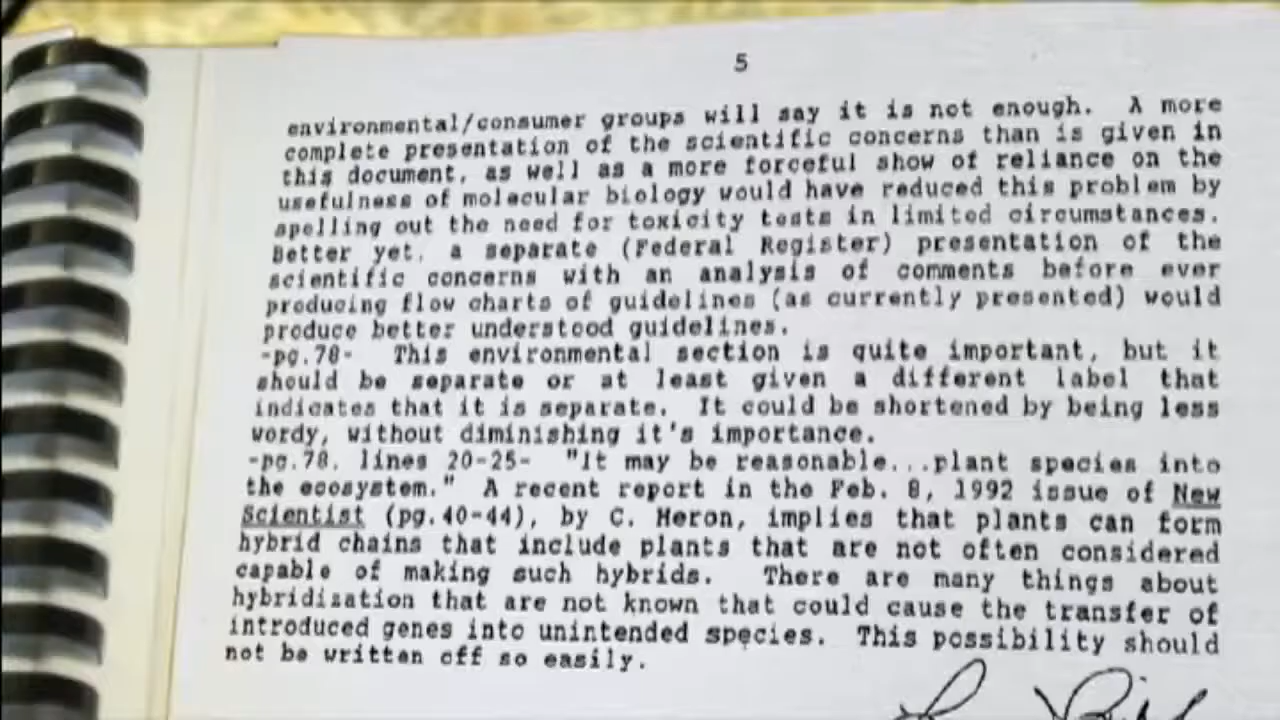 5
environmental/consumer groups will say it is not enough. A more
complete presentation of the scientific concerns than is given in
this document, as well as a more forceful show of reliance on the
usefulness of molecular biology would have reduced this problem by
spelling out the need for toxicity tests in limited circumstances.
Better yet, a separate (Federal Register) presentation of the
scientific concerns with an analysis of comments before ever
producing flow charts of guidelines (as currently presented) would
produce better understood guidelines.
-pg.78- This environmental section is quite important, but it
should be separate or at least given a different label that
indicates that it is separate. It could be shortened by being less
wordy, without diminishing it's importance.
-pg.78, lines 20-25- "It may be reasonable...plant species into
the ecosystem." A recent report in the Feb. 8, 1992 issue of New
Scientist (pg.40-44), by C. Heron, implies that plants can form
hybrid chains that include plants that are not often considered
capable of making such hybrids. There are many things about
hybridization that are not known that could cause the transfer of
introduced genes into unintended species. This possibility should
not be written off so easily.